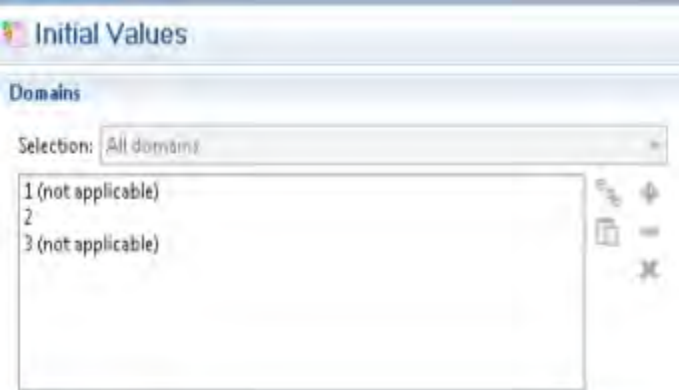 Initial Values
Domains
Selection: All domains
1 (not applicable)
2
3 (not applicable)